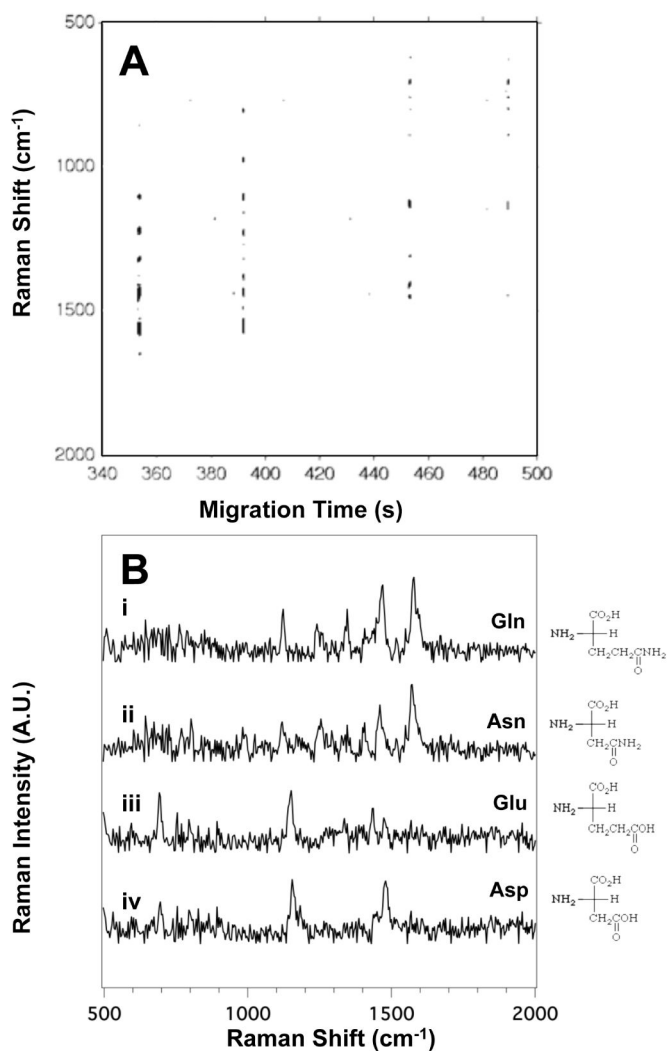 500
A
1000
Raman Shift (cm⁻¹)
1500
2000
340 360 380 400 420 440 460 480 500
Migration Time (s)
B
i
Gln
CO₂H
NH₂ H
CH₂CH₂CNH₂
O
ii
Asn
CO₂H
NH₂ H
CH₂CNH₂
O
Raman Intensity (A.U.)
iii
Glu
CO₂H
NH₂ H
CH₂CH₂COH
O
iv
Asp
CO₂H
NH₂ H
CH₂COH
O
500 1000 1500 2000
Raman Shift (cm⁻¹)